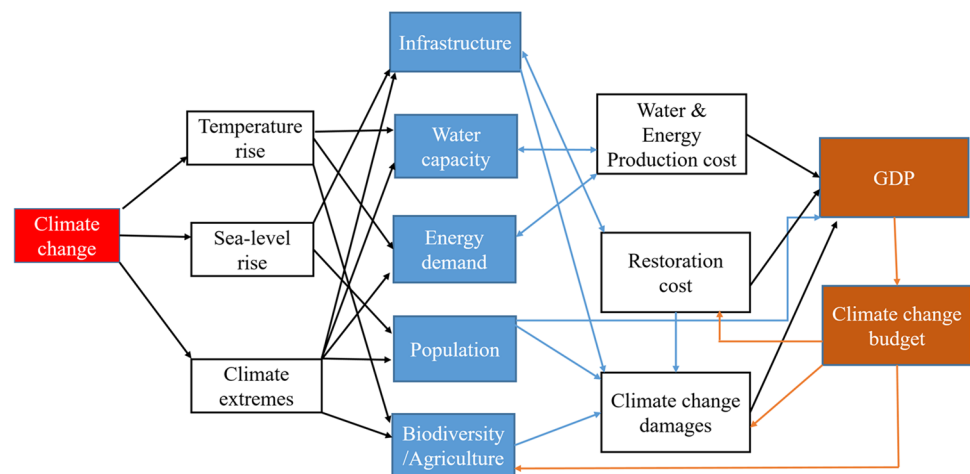 Climate
change
Temperature
rise
Sea-level
rise
Climate
extremes
Infrastructure
Water
capacity
Energy
demand
Population
Biodiversity
/Agriculture
Water &
Energy
Production cost
Restoration
cost
Climate change
damages
GDP
Climate change
budget